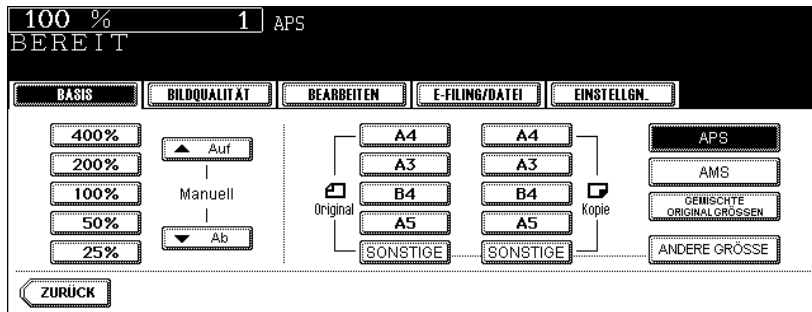 100 % 1 APS
BEREIT
BASIS BILDQUALITÄT BEARBEITEN E-FILING/DATEI EINSTELLGN.
400% Auf A4 A4 APS
200% A3 A3 AMS
100% Manuell Original B4 B4 Kopie GEMISCHTE ORIGINALGRÖSSEN
50% Ab A5 A5
25% SONSTIGE SONSTIGE ANDERE GRÖSSE
ZURÜCK